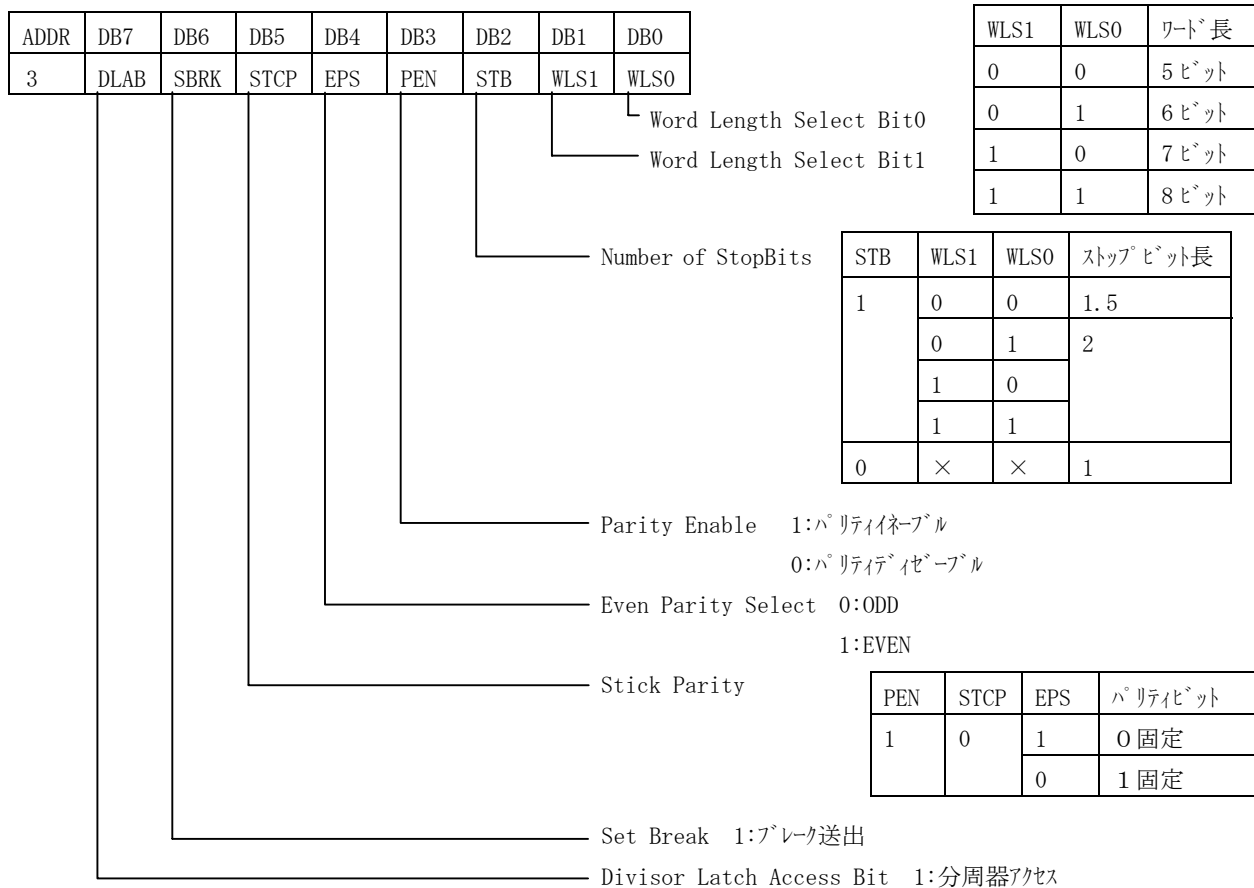 ADDR DB7 DB6 DB5 DB4 DB3 DB2 DB1 DB0
3 DLAB SBRK STCP EPS PEN STB WLS1 WLS0
Word Length Select Bit0
Word Length Select Bit1
WLS1 WLS0 ﾜｰﾄﾞ長
0 0 5ﾋﾞｯﾄ
0 1 6ﾋﾞｯﾄ
1 0 7ﾋﾞｯﾄ
1 1 8ﾋﾞｯﾄ
Number of StopBits
STB WLS1 WLS0 ｽﾄｯﾌﾟﾋﾞｯﾄ長
1 0 0 1.5
0 1 2
1 0
1 1
0 × × 1
Parity Enable 1:ﾊﾟﾘﾃｨｲﾈｰﾌﾞﾙ
0:ﾊﾟﾘﾃｨﾃﾞｨｾﾞｰﾌﾞﾙ
Even Parity Select 0:ODD
1:EVEN
Stick Parity
PEN STCP EPS ﾊﾟﾘﾃｨﾋﾞｯﾄ
1 0 1 0固定
0 1固定
Set Break 1:ﾌﾞﾚｰｸ送出
Divisor Latch Access Bit 1:分周器ｱｸｾｽ